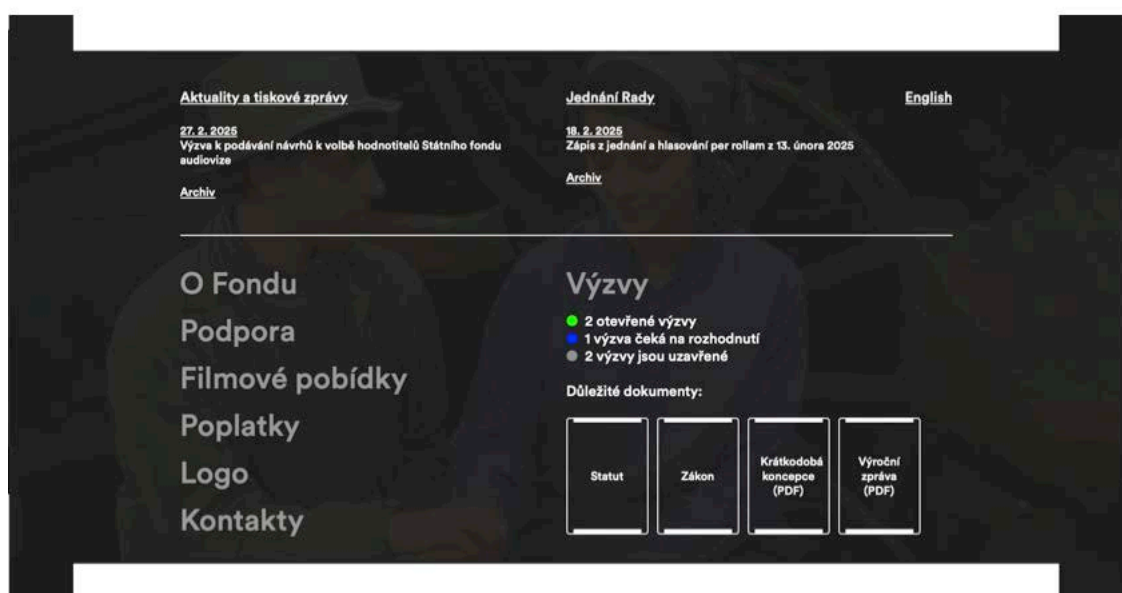 Aktuality a tiskové zprávy
27. 2. 2025
Výzva k podávání návrhů k volbě hodnotitelů Státního fondu
audiovize
Archiv
Jednání Rady
18. 2. 2025
Zápis z jednání a hlasování per rollam z 13. února 2025
Archiv
English
O Fondu
Podpora
Filmové pobídky
Poplatky
Logo
Kontakty
Výzvy
2 otevřené výzvy
1 výzva čeká na rozhodnutí
2 výzvy jsou uzavřené
Důležité dokumenty:
Statut
Zákon
Krátkodobá
koncepce
(PDF)
Výroční
zpráva
(PDF)